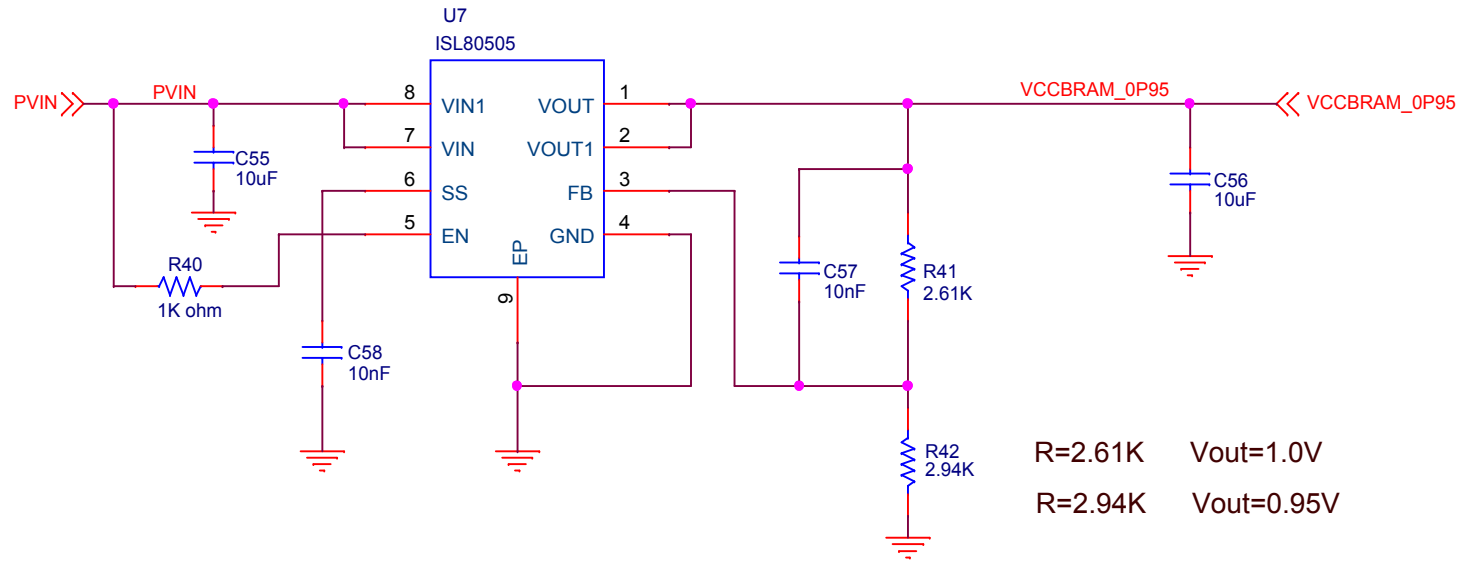 U7
ISL80505
PVIN
PVIN
8
VIN1
VOUT
1
VCCBRAM_0P95
VCCBRAM_0P95
7
VIN
VOUT1
2
C55
10uF
6
SS
FB
3
C56
10uF
5
EN
GND
4
EP
9
R40
1K ohm
C57
10nF
R41
2.61K
C58
10nF
R42
2.94K
R=2.61K Vout=1.0V
R=2.94K Vout=0.95V